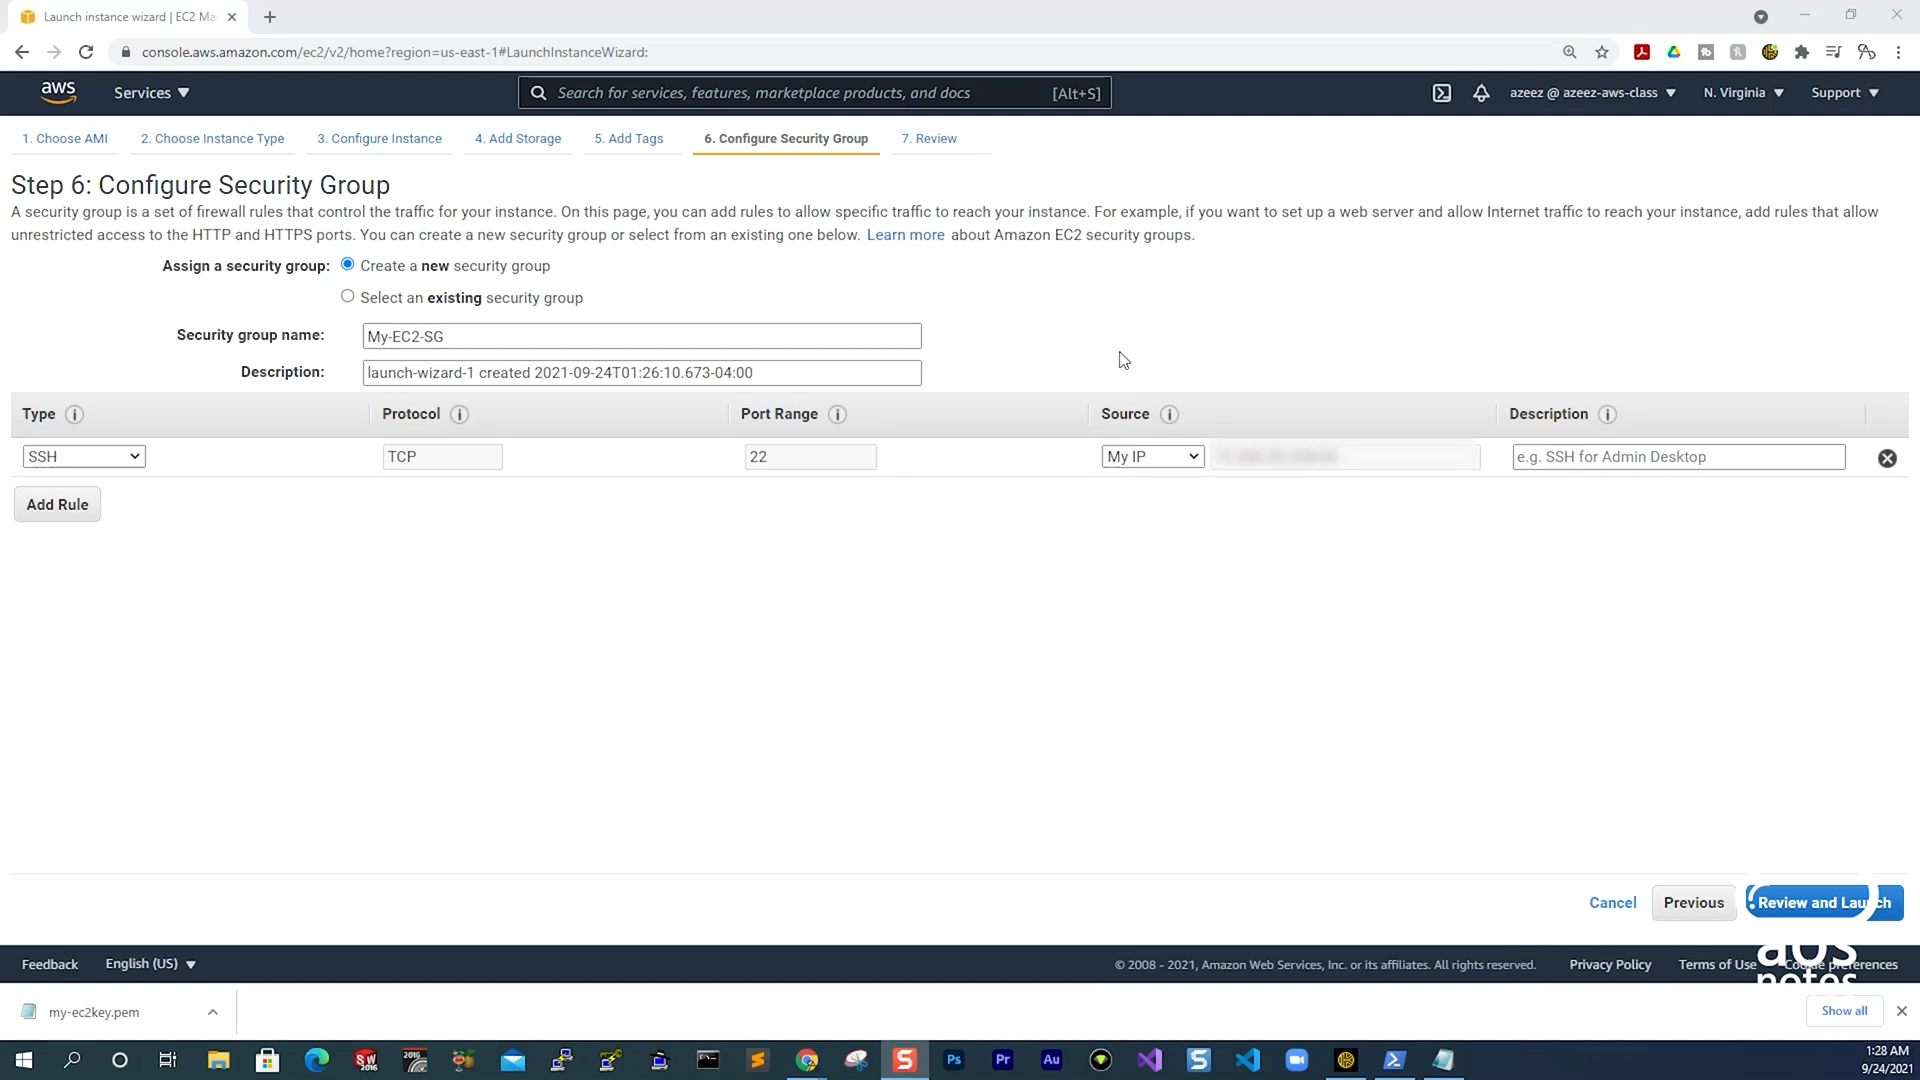 Launch instance wizard | EC2 Ma
console.aws.amazon.com/ec2/v2/home?region=us-east-1#LaunchInstanceWizard:
aws Services Search for services, features, marketplace products, and docs [Alt+S] azeez @ azeez-aws-class N. Virginia Support
1. Choose AMI 2. Choose Instance Type 3. Configure Instance 4. Add Storage 5. Add Tags 6. Configure Security Group 7. Review
Step 6: Configure Security Group
A security group is a set of firewall rules that control the traffic for your instance. On this page, you can add rules to allow specific traffic to reach your instance. For example, if you want to set up a web server and allow Internet traffic to reach your instance, add rules that allow
unrestricted access to the HTTP and HTTPS ports. You can create a new security group or select from an existing one below. Learn more about Amazon EC2 security groups.
Assign a security group: Create a new security group
Select an existing security group
Security group name: My-EC2-SG
Description: launch-wizard-1 created 2021-09-24T01:26:10.673-04:00
Type i Protocol i Port Range i Source i Description i
SSH TCP 22 My IP e.g. SSH for Admin Desktop
Add Rule
Cancel Previous Review and Launch
Feedback English (US) © 2008 - 2021, Amazon Web Services, Inc. or its affiliates. All rights reserved. Privacy Policy Terms of Use Cookie preferences
aos
notes
my-ec2key.pem Show all
SW 2016 2016 S Ps Pr Au S
1:28 AM
9/24/2021